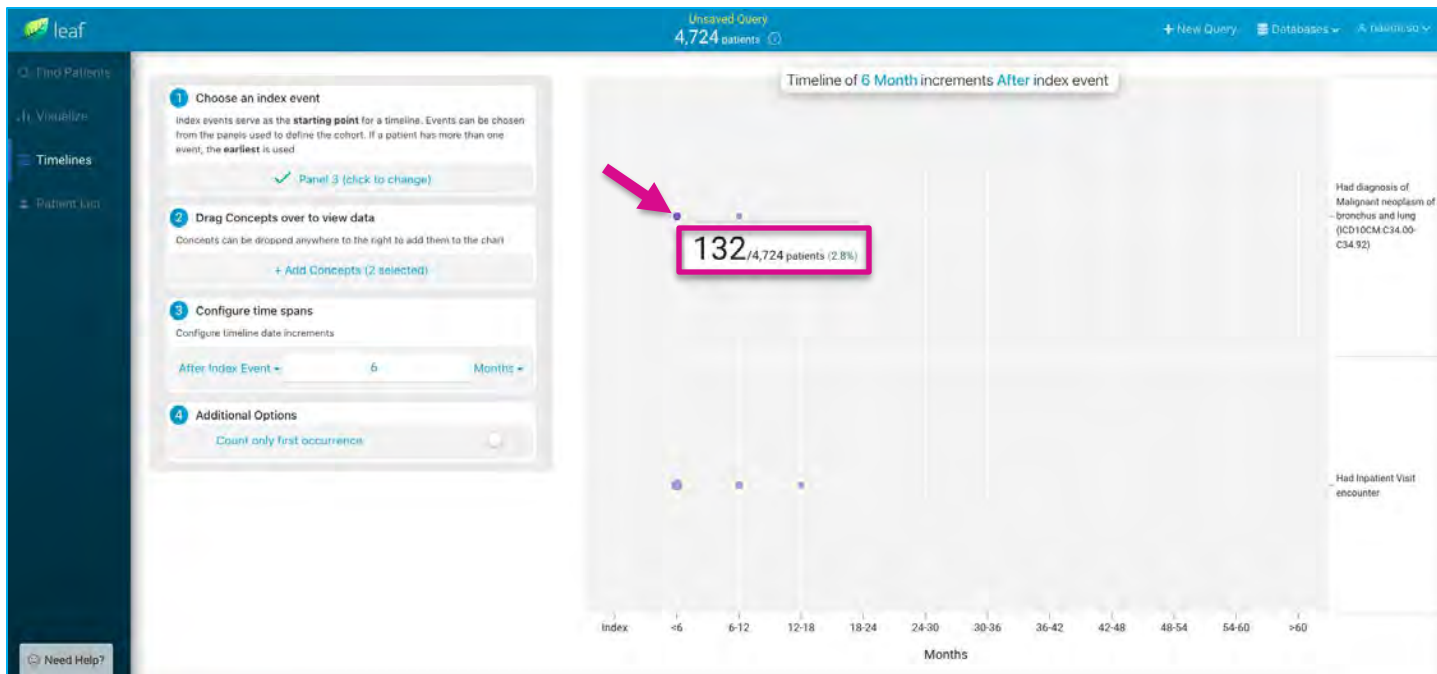 leaf
Unsaved Query
4,724 patients
+ New Query
Databases
Find Patients
Visualize
Timelines
Patient List
Need Help?
1 Choose an index event
Index events serve as the starting point for a timeline. Events can be chosen
from the panels used to define the cohort. If a patient has more than one
event, the earliest is used
Panel 3 (click to change)
2 Drag Concepts over to view data
Concepts can be dropped anywhere to the right to add them to the chart
+ Add Concepts (2 selected)
3 Configure time spans
Configure timeline date increments
After Index Event 6 Months
4 Additional Options
Count only first occurrence
Timeline of 6 Month increments After index event
132/4,724 patients (2.8%)
Had diagnosis of
Malignant neoplasm of
bronchus and lung
(ICD10CM:C34.00-
C34.92)
Had Inpatient Visit
encounter
Index <6 6-12 12-18 18-24 24-30 30-36 36-42 42-48 48-54 54-60 >60
Months